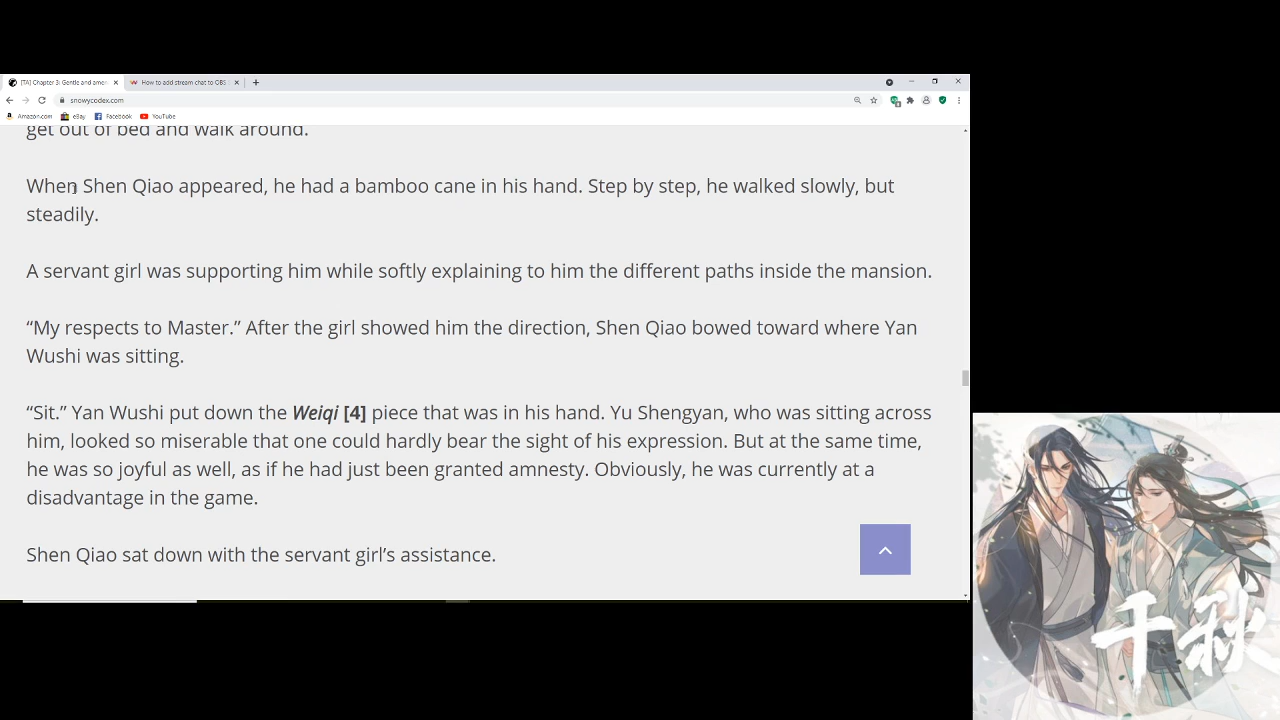 [TA] Chapter 3: Gentle and ame
How to add stream chat to OBS
snowycodex.com
Amazon.com eBay Facebook YouTube
get out of bed and walk around.
When Shen Qiao appeared, he had a bamboo cane in his hand. Step by step, he walked slowly, but
steadily.
A servant girl was supporting him while softly explaining to him the different paths inside the mansion.
“My respects to Master.” After the girl showed him the direction, Shen Qiao bowed toward where Yan
Wushi was sitting.
“Sit.” Yan Wushi put down the Weiqi [4] piece that was in his hand. Yu Shengyan, who was sitting across
him, looked so miserable that one could hardly bear the sight of his expression. But at the same time,
he was so joyful as well, as if he had just been granted amnesty. Obviously, he was currently at a
disadvantage in the game.
Shen Qiao sat down with the servant girl’s assistance.
千秋